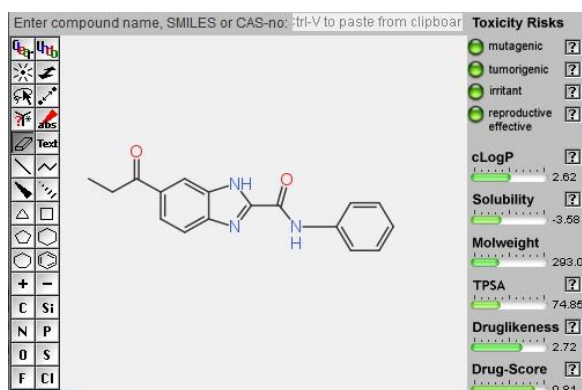 Enter compound name, SMILES or CAS-no: Ctrl-V to paste from clipboar
Toxicity Risks
mutagenic ?
tumorigenic ?
irritant ?
reproductive effective ?
cLogP ?
2.62
Solubility ?
-3.58
Molweight
293.0
TPSA ?
74.85
Druglikeness ?
2.72
Drug-Score ?
0.81
abs
Text
+ −
C Si
N P
O S
F Cl
O
NH
O
N
N
H